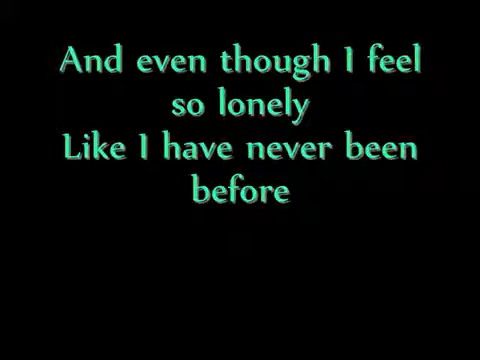 And even though I feel
so lonely
Like I have never been
before